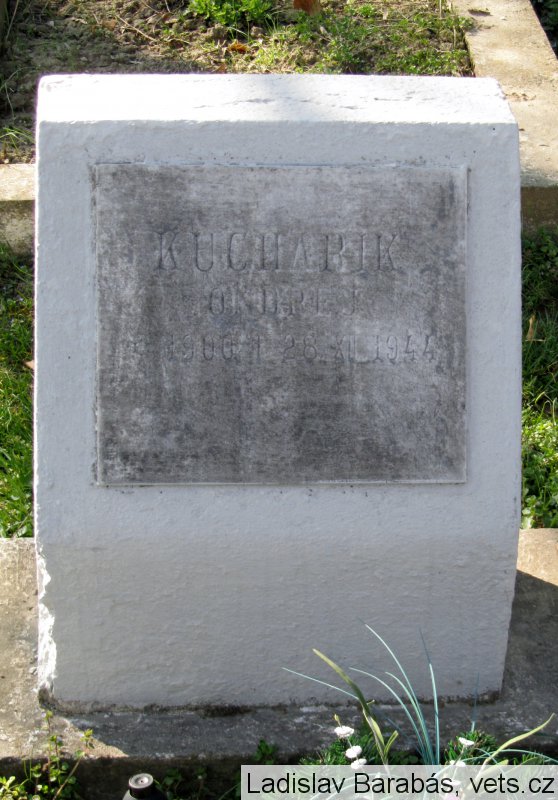 KUCHARIK
ONDREJ
* 1906 † 28.XI.1944
Ladislav Barabás, vets.cz